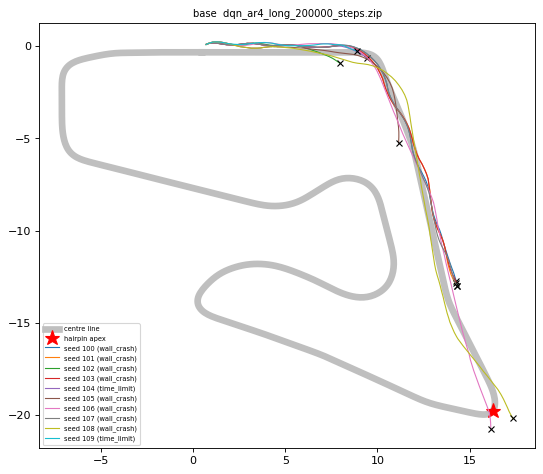 base  dqn_ar4_long_200000_steps.zip
0
−5
−10
−15
−20
−5
0
5
10
15
centre line
hairpin apex
seed 100 (wall_crash)
seed 101 (wall_crash)
seed 102 (wall_crash)
seed 103 (wall_crash)
seed 104 (time_limit)
seed 105 (wall_crash)
seed 106 (wall_crash)
seed 107 (wall_crash)
seed 108 (wall_crash)
seed 109 (time_limit)